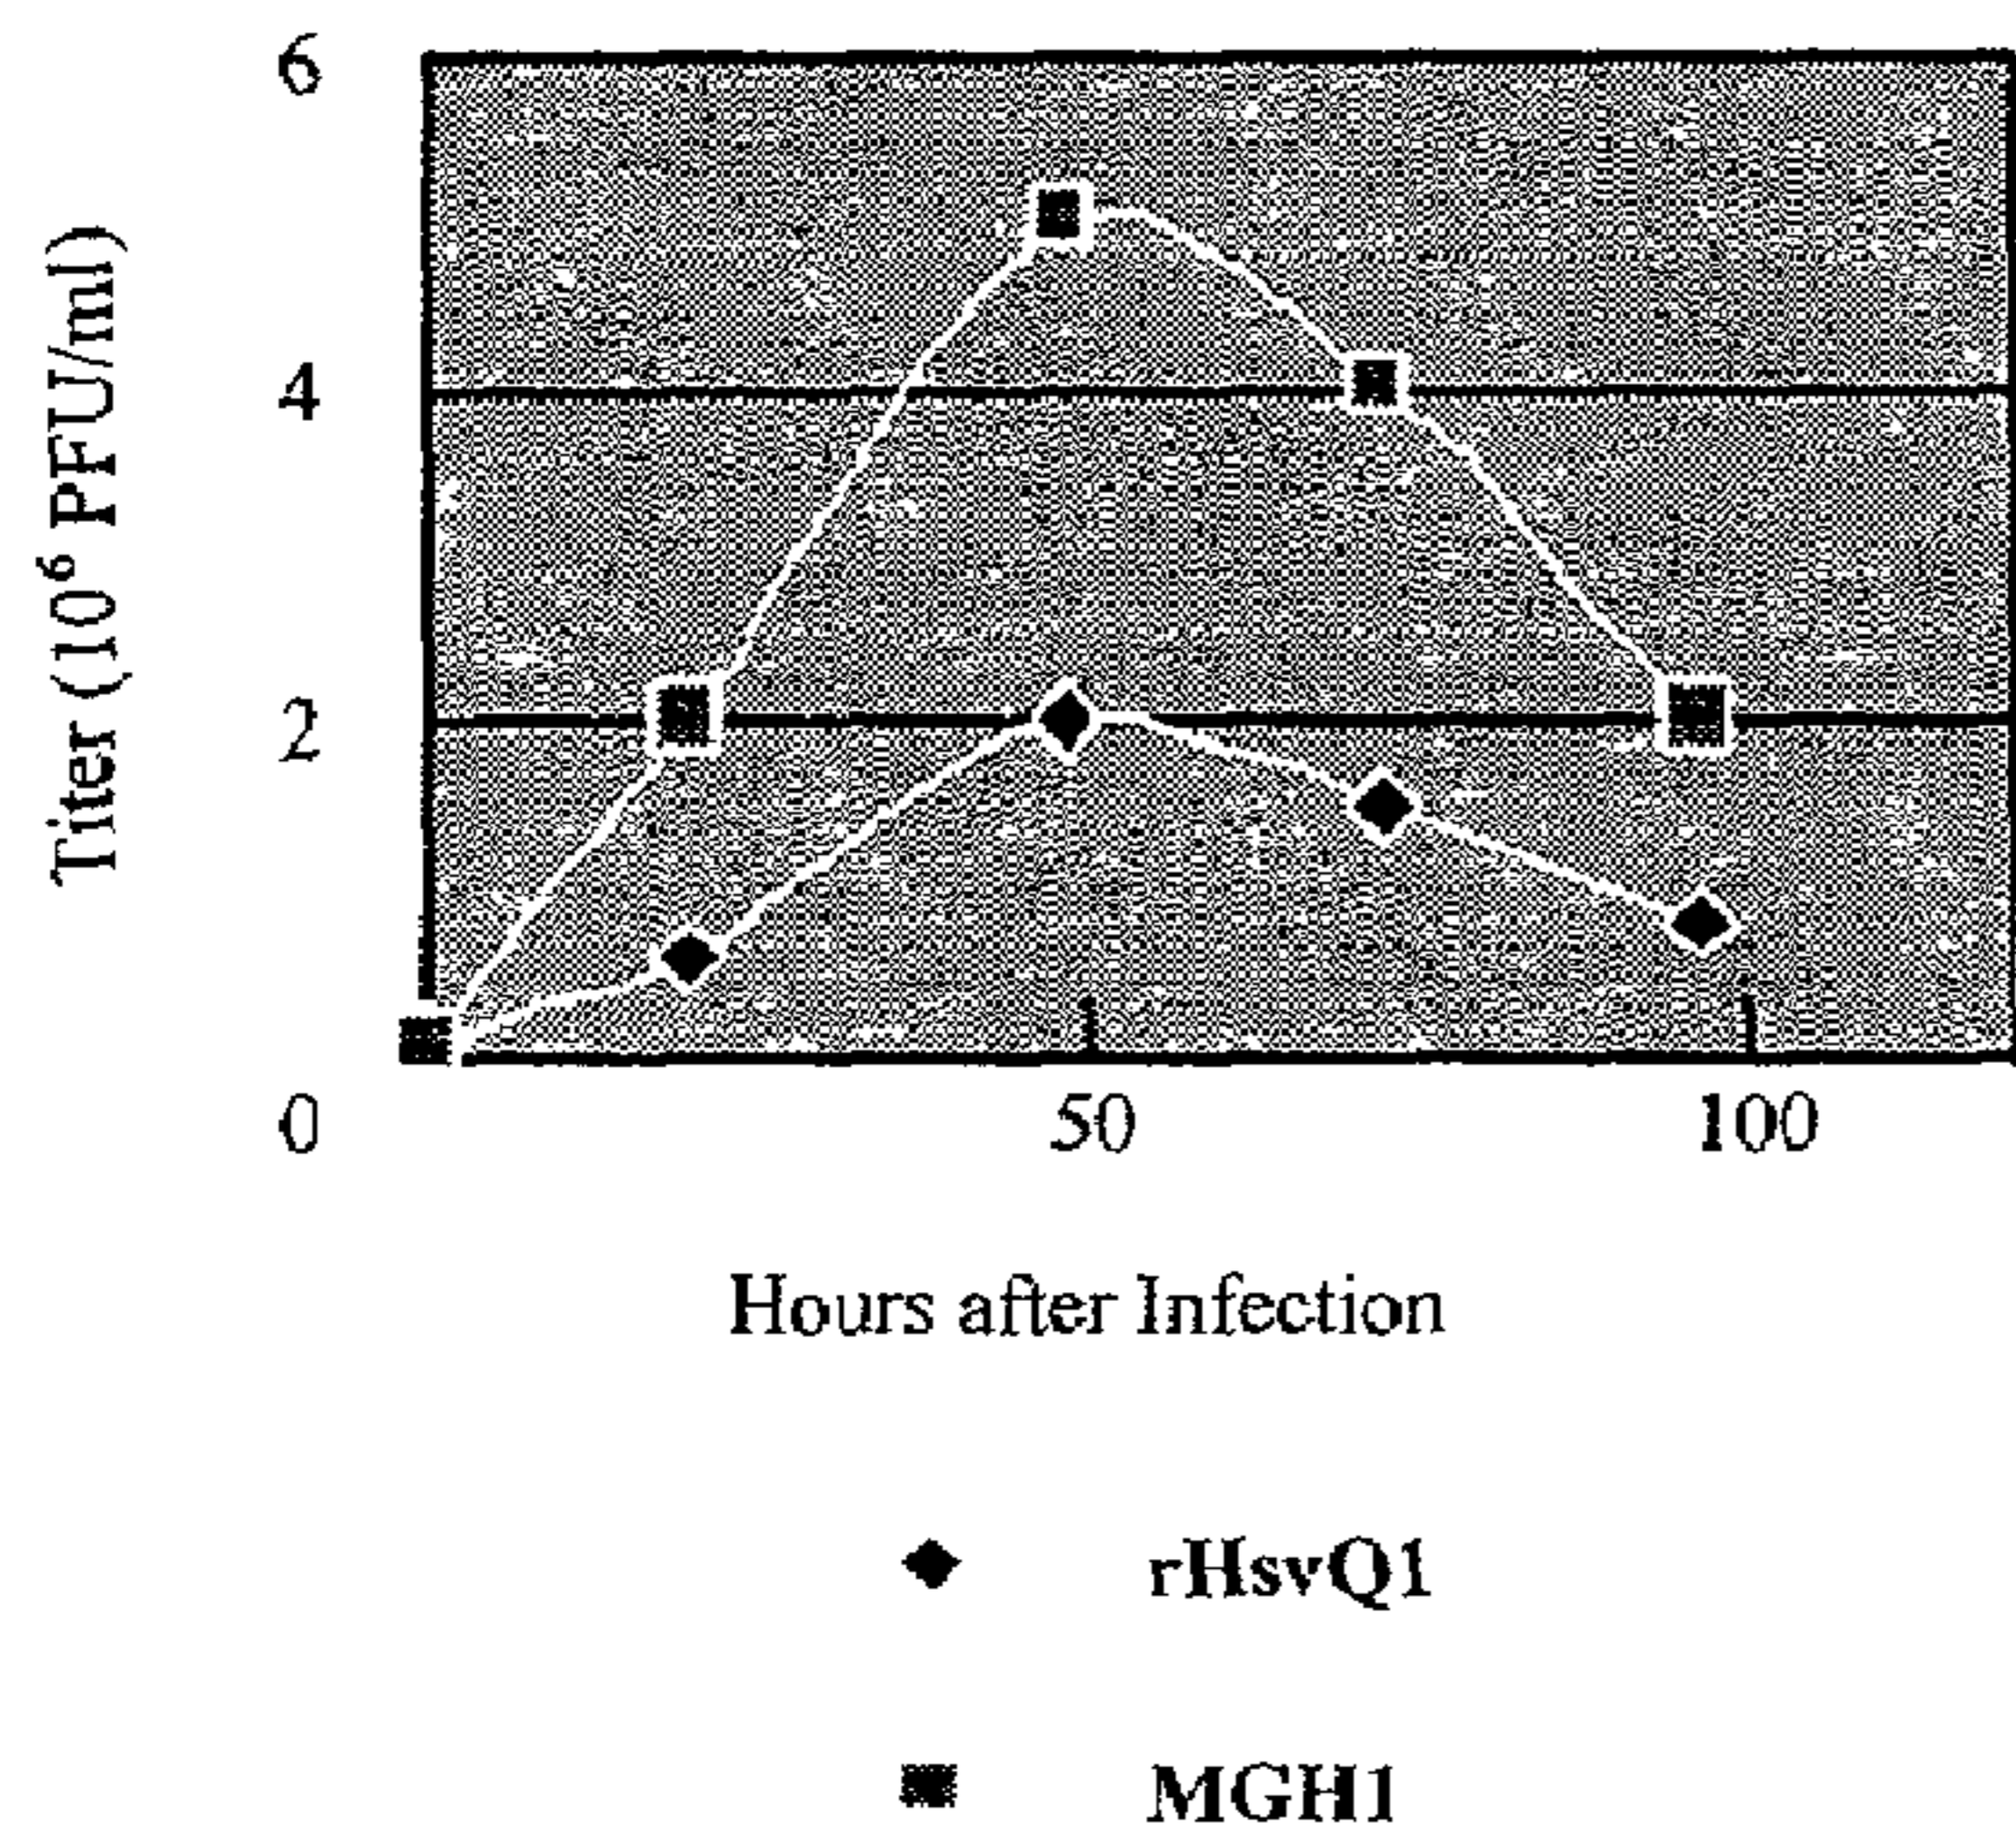 Titer (10⁶ PFU/ml)
6
4
2
0
50
100
Hours after Infection
rHsvQ1
MGH1